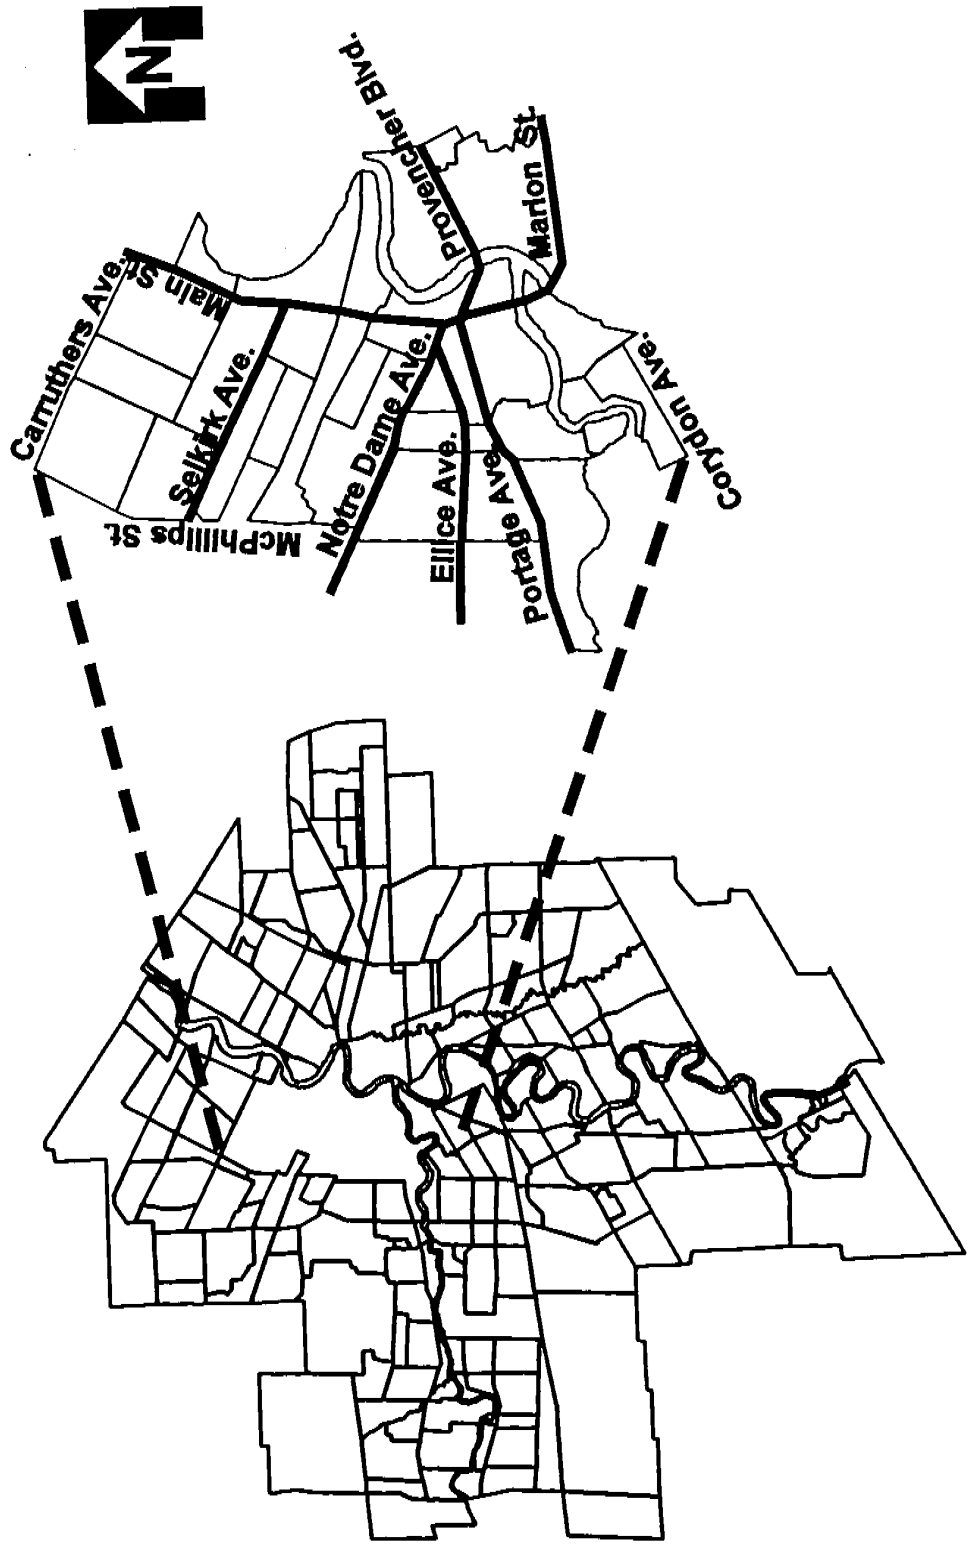 N
Provencher Blvd.
Marion St.
Carruthers Ave.
Main St.
Selkirk Ave.
McPhillips St.
Notre Dame Ave.
Ellice Ave.
Portage Ave.
Corydon Ave.